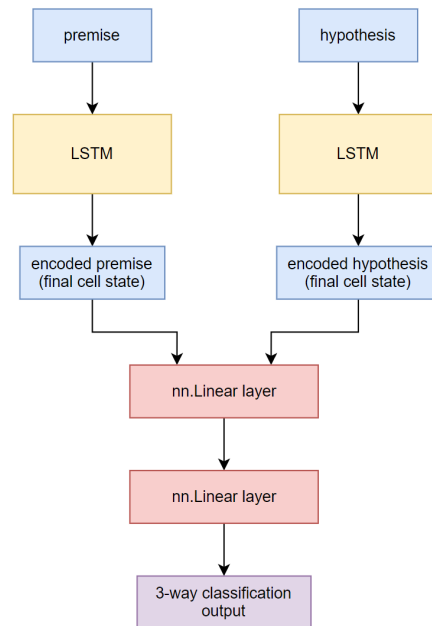 premise
hypothesis
LSTM
LSTM
encoded premise
(final cell state)
encoded hypothesis
(final cell state)
nn.Linear layer
nn.Linear layer
3-way classification
output